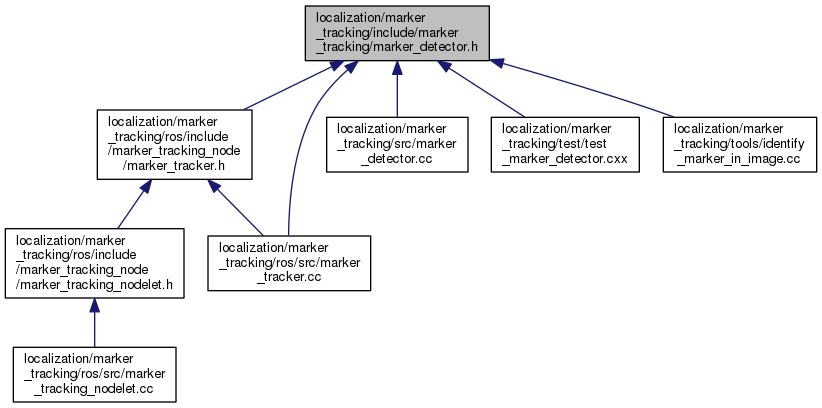 localization/marker
_tracking/include/marker
_tracking/marker_detector.h
localization/marker
_tracking/ros/include
/marker_tracking_node
/marker_tracker.h
localization/marker
_tracking/src/marker
_detector.cc
localization/marker
_tracking/test/test
_marker_detector.cxx
localization/marker
_tracking/tools/identify
_marker_in_image.cc
localization/marker
_tracking/ros/include
/marker_tracking_node
/marker_tracking_nodelet.h
localization/marker
_tracking/ros/src/marker
_tracker.cc
localization/marker
_tracking/ros/src/marker
_tracking_nodelet.cc